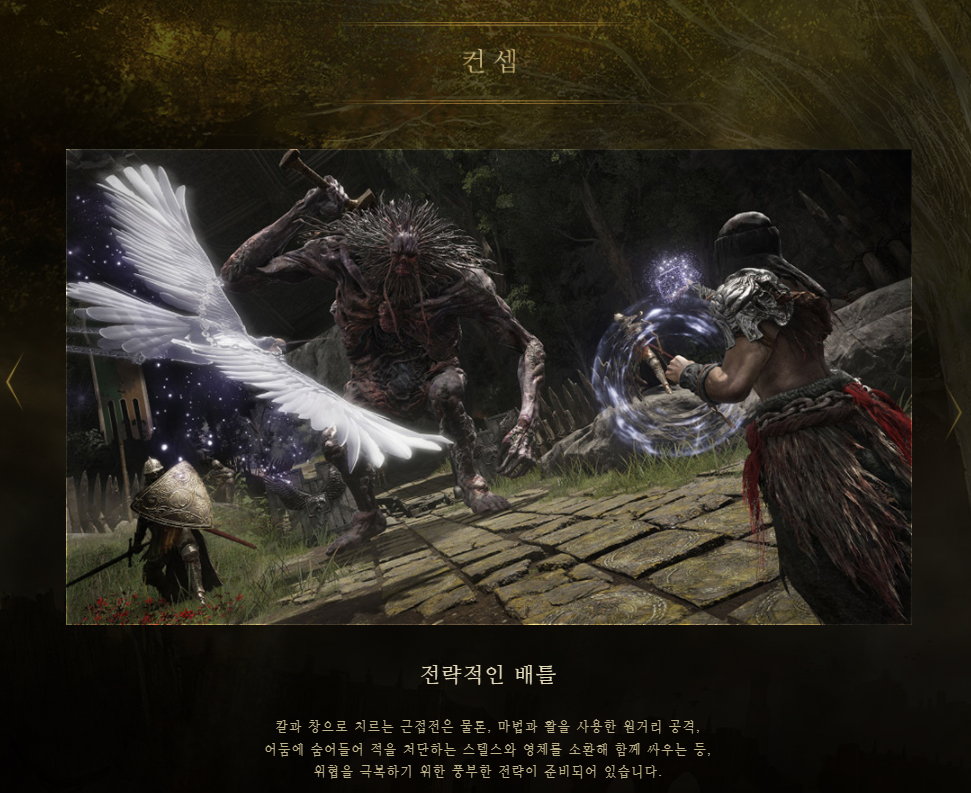 컨셉
전략적인 배틀
칼과 창으로 치르는 근접전은 물론, 마법과 활을 사용한 원거리 공격,
어둠에 숨어들어 적을 처단하는 스텔스와 영체를 소환해 함께 싸우는 등,
위협을 극복하기 위한 풍부한 전략이 준비되어 있습니다.